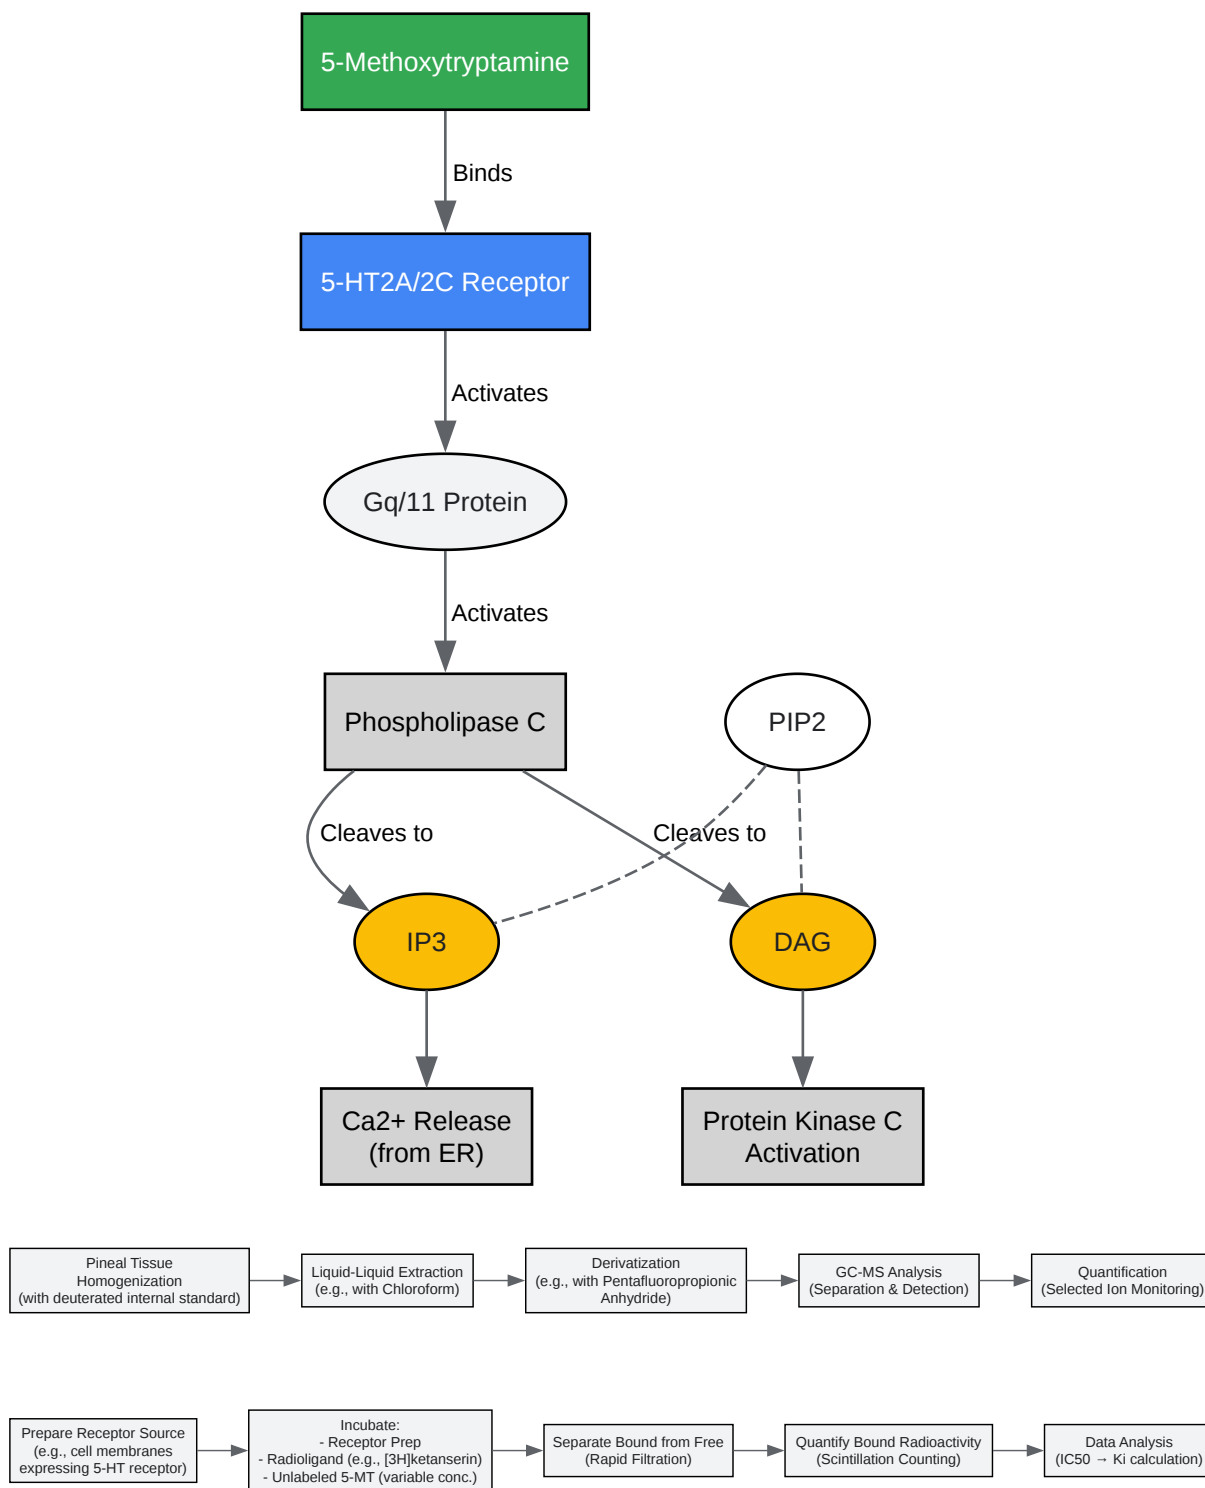 5-Methoxytryptamine
Binds
5-HT2A/2C Receptor
Activates
Gq/11 Protein
Activates
Phospholipase C
PIP2
Cleaves to
Cleaves to
IP3
DAG
Ca2+ Release
(from ER)
Protein Kinase C
Activation
Pineal Tissue
Homogenization
(with deuterated internal standard)
Liquid-Liquid Extraction
(e.g., with Chloroform)
Derivatization
(e.g., with Pentafluoropropionic
Anhydride)
GC-MS Analysis
(Separation & Detection)
Quantification
(Selected Ion Monitoring)
Prepare Receptor Source
(e.g., cell membranes
expressing 5-HT receptor)
Incubate:
- Receptor Prep
- Radioligand (e.g., [3H]ketanserin)
- Unlabeled 5-MT (variable conc.)
Separate Bound from Free
(Rapid Filtration)
Quantify Bound Radioactivity
(Scintillation Counting)
Data Analysis
(IC50 → Ki calculation)